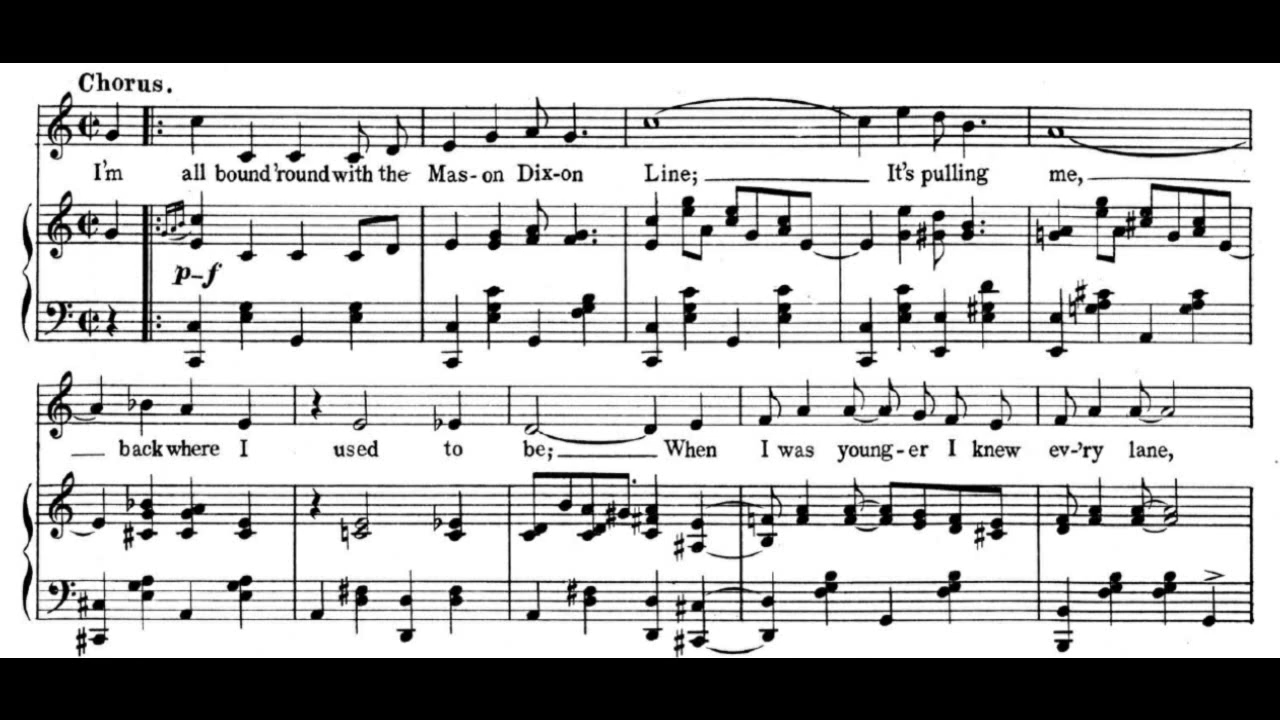 Chorus.
I'm all bound 'round with the Mas-on Dix-on Line; It's pulling me,
p-f
back where I used to be; When I was young-er I knew ev-'ry lane,